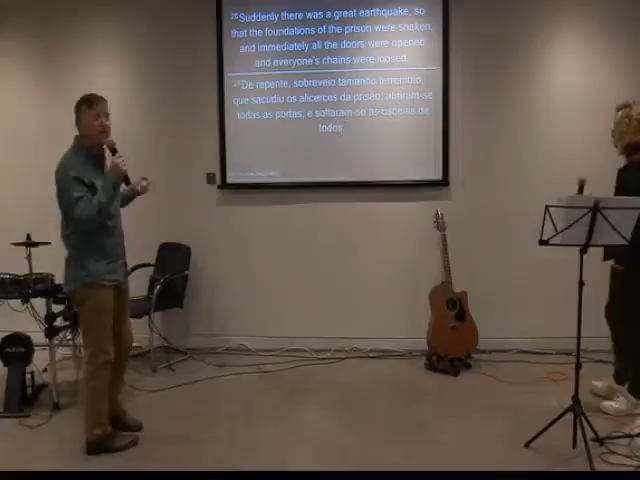 26Suddenly there was a great earthquake, so
that the foundations of the prison were shaken,
and immediately all the doors were opened
and everyone's chains were loosed.
De repente, sobreveio tamanho terremoto,
que sacudiu os alicerces da prisão; abriram-se
todas as portas, e soltaram-se as cadeias de
todos.